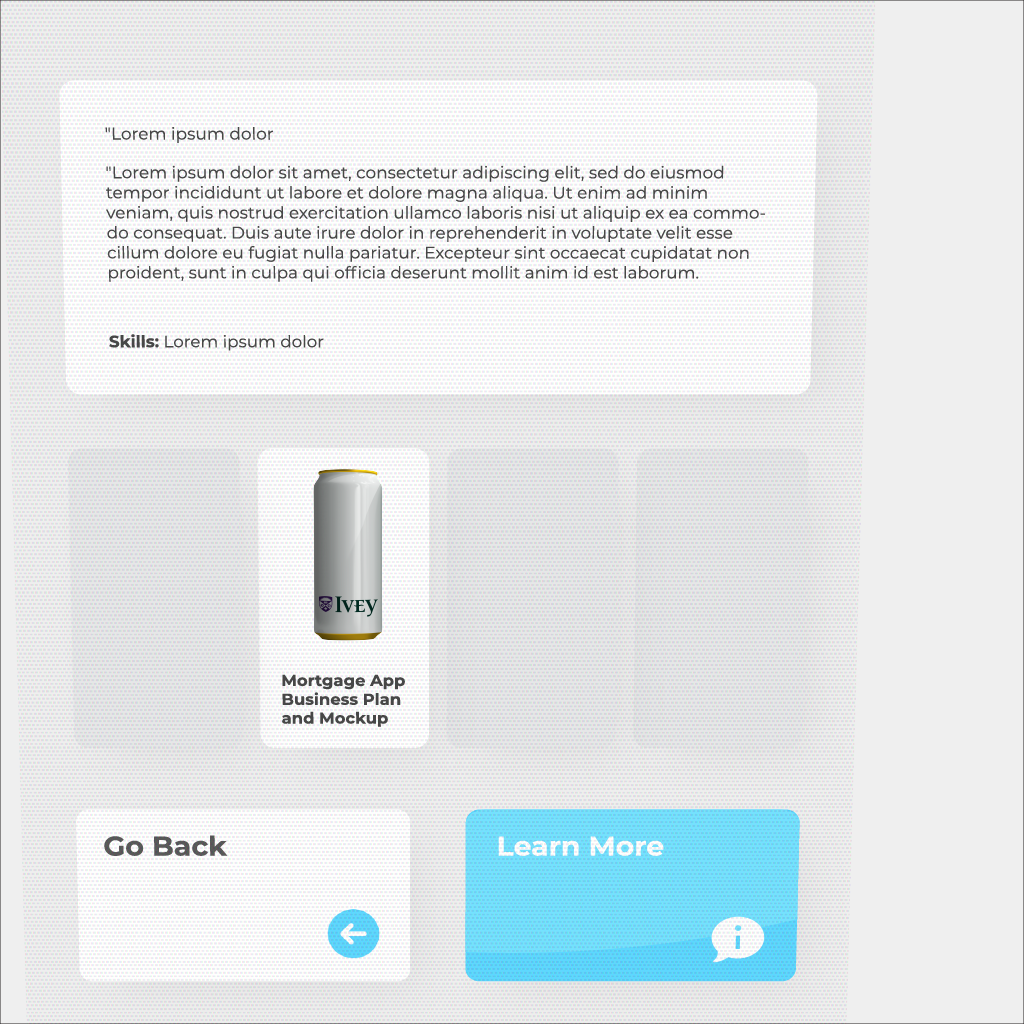 "Lorem ipsum dolor
"Lorem ipsum dolor sit amet, consectetur adipiscing elit, sed do eiusmod
tempor incididunt ut labore et dolore magna aliqua. Ut enim ad minim
veniam, quis nostrud exercitation ullamco laboris nisi ut aliquip ex ea commo-
do consequat. Duis aute irure dolor in reprehenderit in voluptate velit esse
cillum dolore eu fugiat nulla pariatur. Excepteur sint occaecat cupidatat non
proident, sunt in culpa qui officia deserunt mollit anim id est laborum.
Skills: Lorem ipsum dolor
IVEY
Mortgage App
Business Plan
and Mockup
Go Back
Learn More